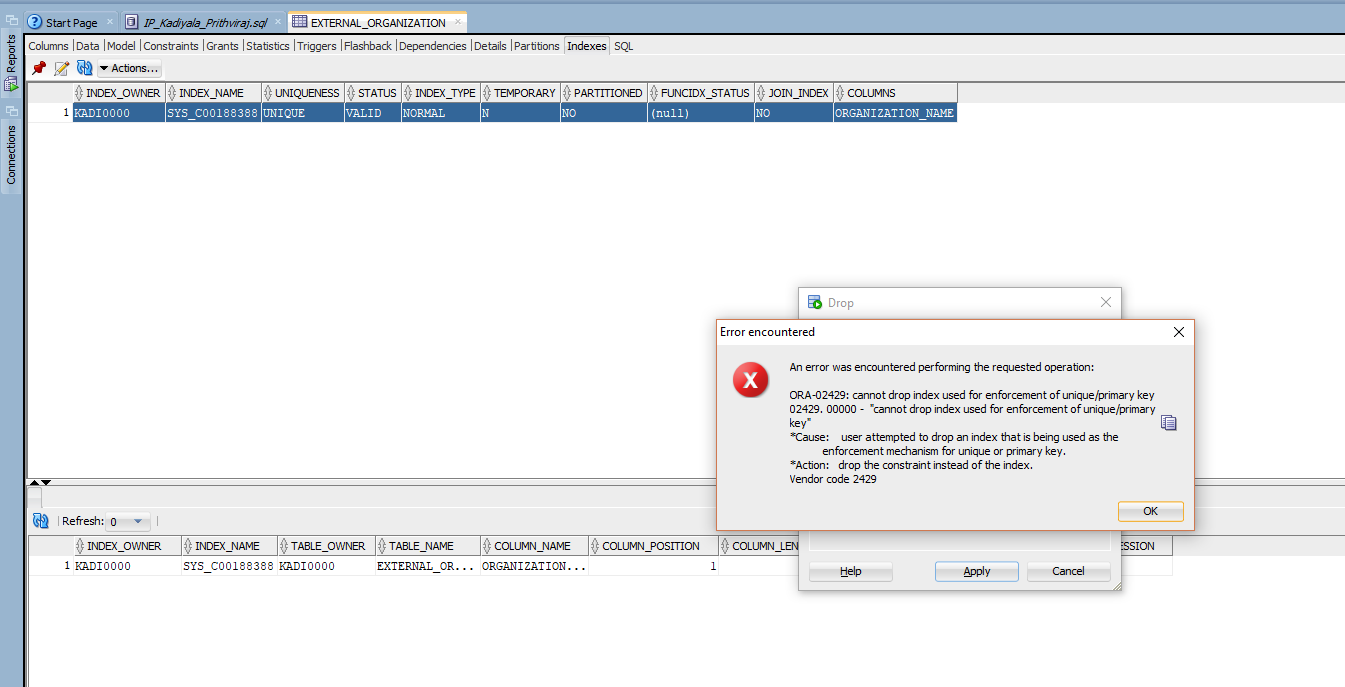 Start Page
IP_Kadiyala_Prithviraj.sql
EXTERNAL_ORGANIZATION
Reports
Connections
Columns Data Model Constraints Grants Statistics Triggers Flashback Dependencies Details Partitions Indexes SQL
Actions...
INDEX_OWNER INDEX_NAME UNIQUENESS STATUS INDEX_TYPE TEMPORARY PARTITIONED FUNCIDX_STATUS JOIN_INDEX COLUMNS
1 KADI0000 SYS_C00188388 UNIQUE VALID NORMAL N NO (null) NO ORGANIZATION_NAME
Drop
Error encountered
An error was encountered performing the requested operation:
ORA-02429: cannot drop index used for enforcement of unique/primary key
02429. 00000 - "cannot drop index used for enforcement of unique/primary
key"
*Cause: user attempted to drop an index that is being used as the
enforcement mechanism for unique or primary key.
*Action: drop the constraint instead of the index.
Vendor code 2429
OK
Refresh: 0
INDEX_OWNER INDEX_NAME TABLE_OWNER TABLE_NAME COLUMN_NAME COLUMN_POSITION COLUMN_LEN ESSION
1 KADI0000 SYS_C00188388 KADI0000 EXTERNAL_OR... ORGANIZATION... 1
Help Apply Cancel